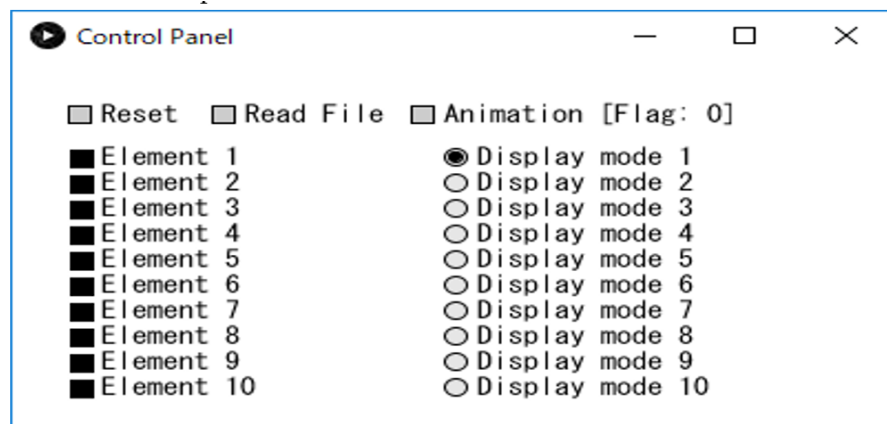 Control Panel
Reset Read File Animation [Flag: 0]
Element 1 Display mode 1
Element 2 Display mode 2
Element 3 Display mode 3
Element 4 Display mode 4
Element 5 Display mode 5
Element 6 Display mode 6
Element 7 Display mode 7
Element 8 Display mode 8
Element 9 Display mode 9
Element 10 Display mode 10